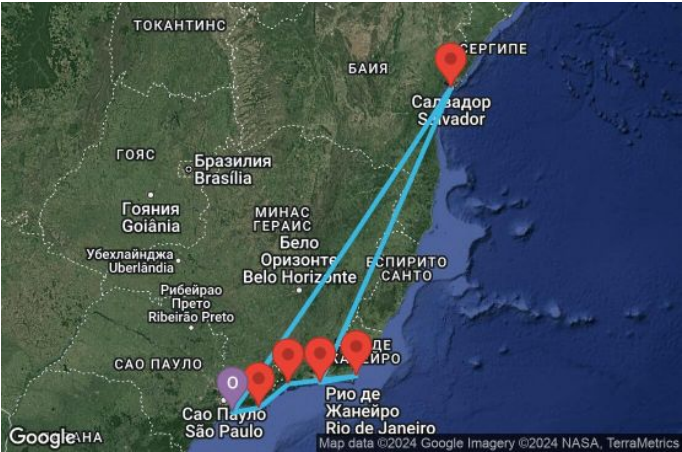 ТОКАНТИНС
СЕРГИПЕ
БАИЯ
Салвадор
Salvador
ГОЯС
Бразилия
Brasília
Гояния
Goiânia
МИНАС
ГЕРАИС
Бело
Оризонте
Belo Horizonte
ЕСПИРИТО
САНТО
Убехлайнджа
Uberlândia
Рибейрао
Прето
Ribeirão Preto
САО ПАУЛО
ДЕ
ЖАНЕЙРО
O
Сао Пауло
São Paulo
Рио де
Жанейро
Rio de Janeiro
Google
АНА
Map data ©2024 Google Imagery ©2024 NASA, TerraMetrics